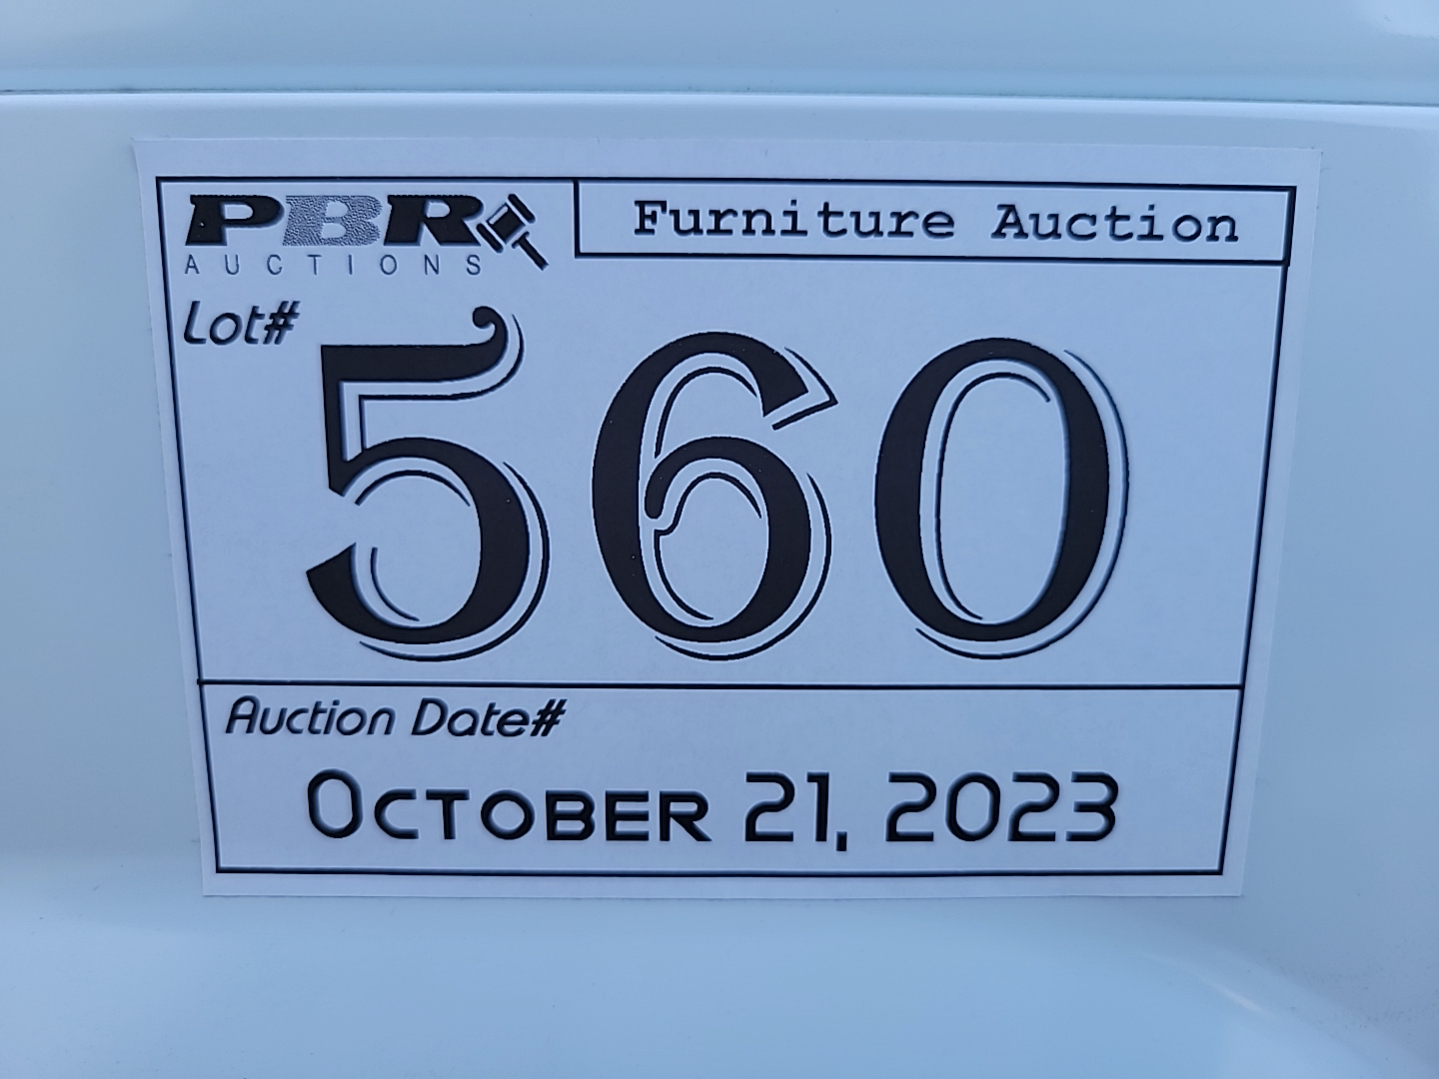 PBR
AUCTIONS
Furniture Auction
Lot#
560
Auction Date#
October 21, 2023